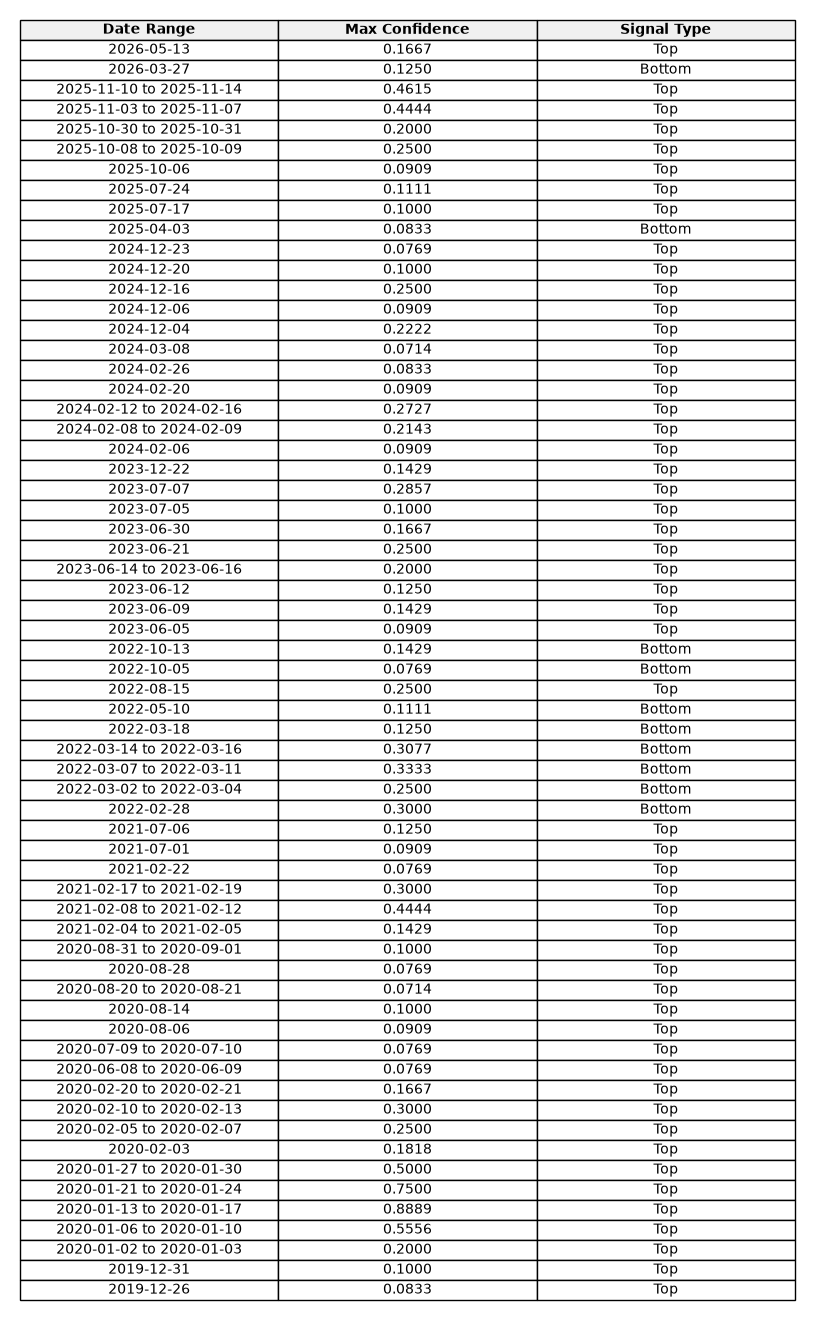 Date Range Max Confidence Signal Type
2026-05-13 0.1667 Top
2026-03-27 0.1250 Bottom
2025-11-10 to 2025-11-14 0.4615 Top
2025-11-03 to 2025-11-07 0.4444 Top
2025-10-30 to 2025-10-31 0.2000 Top
2025-10-08 to 2025-10-09 0.2500 Top
2025-10-06 0.0909 Top
2025-07-24 0.1111 Top
2025-07-17 0.1000 Top
2025-04-03 0.0833 Bottom
2024-12-23 0.0769 Top
2024-12-20 0.1000 Top
2024-12-16 0.2500 Top
2024-12-06 0.0909 Top
2024-12-04 0.2222 Top
2024-03-08 0.0714 Top
2024-02-26 0.0833 Top
2024-02-20 0.0909 Top
2024-02-12 to 2024-02-16 0.2727 Top
2024-02-08 to 2024-02-09 0.2143 Top
2024-02-06 0.0909 Top
2023-12-22 0.1429 Top
2023-07-07 0.2857 Top
2023-07-05 0.1000 Top
2023-06-30 0.1667 Top
2023-06-21 0.2500 Top
2023-06-14 to 2023-06-16 0.2000 Top
2023-06-12 0.1250 Top
2023-06-09 0.1429 Top
2023-06-05 0.0909 Top
2022-10-13 0.1429 Bottom
2022-10-05 0.0769 Bottom
2022-08-15 0.2500 Top
2022-05-10 0.1111 Bottom
2022-03-18 0.1250 Bottom
2022-03-14 to 2022-03-16 0.3077 Bottom
2022-03-07 to 2022-03-11 0.3333 Bottom
2022-03-02 to 2022-03-04 0.2500 Bottom
2022-02-28 0.3000 Bottom
2021-07-06 0.1250 Top
2021-07-01 0.0909 Top
2021-02-22 0.0769 Top
2021-02-17 to 2021-02-19 0.3000 Top
2021-02-08 to 2021-02-12 0.4444 Top
2021-02-04 to 2021-02-05 0.1429 Top
2020-08-31 to 2020-09-01 0.1000 Top
2020-08-28 0.0769 Top
2020-08-20 to 2020-08-21 0.0714 Top
2020-08-14 0.1000 Top
2020-08-06 0.0909 Top
2020-07-09 to 2020-07-10 0.0769 Top
2020-06-08 to 2020-06-09 0.0769 Top
2020-02-20 to 2020-02-21 0.1667 Top
2020-02-10 to 2020-02-13 0.3000 Top
2020-02-05 to 2020-02-07 0.2500 Top
2020-02-03 0.1818 Top
2020-01-27 to 2020-01-30 0.5000 Top
2020-01-21 to 2020-01-24 0.7500 Top
2020-01-13 to 2020-01-17 0.8889 Top
2020-01-06 to 2020-01-10 0.5556 Top
2020-01-02 to 2020-01-03 0.2000 Top
2019-12-31 0.1000 Top
2019-12-26 0.0833 Top